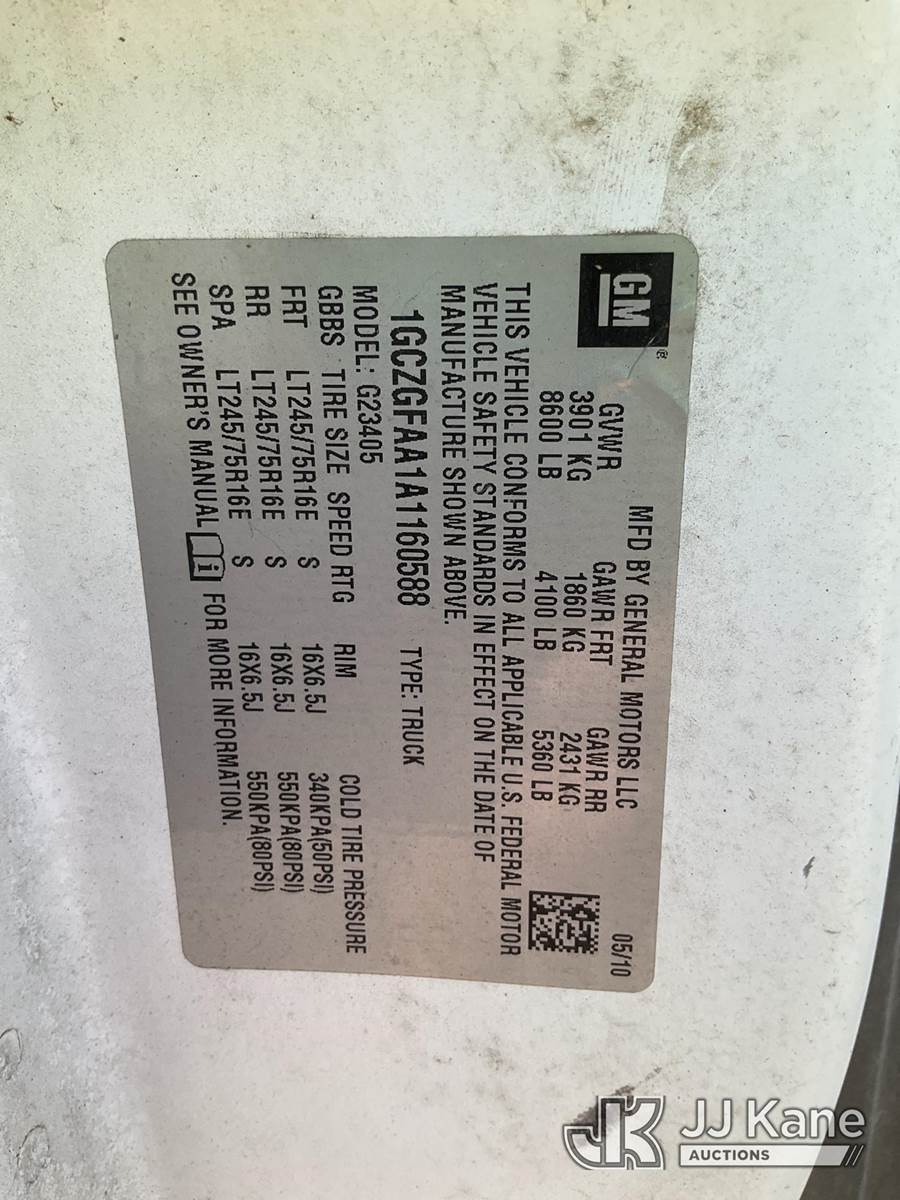 GM®
MFD BY GENERAL MOTORS LLC 05/10
GVWR GAWR FRT GAWR RR
3901 KG 1860 KG 2431 KG
8600 LB 4100 LB 5360 LB
THIS VEHICLE CONFORMS TO ALL APPLICABLE U.S. FEDERAL MOTOR
VEHICLE SAFETY STANDARDS IN EFFECT ON THE DATE OF
MANUFACTURE SHOWN ABOVE.
1GCZGFAA1A1160588 TYPE: TRUCK
MODEL: G23405
GBBS TIRE SIZE SPEED RTG RIM COLD TIRE PRESSURE
FRT LT245/75R16E S 16X6.5J 340KPA(50PSI)
RR LT245/75R16E S 16X6.5J 550KPA(80PSI)
SPA LT245/75R16E S 16X6.5J 550KPA(80PSI)
SEE OWNER'S MANUAL i FOR MORE INFORMATION.
JK JJ Kane
AUCTIONS